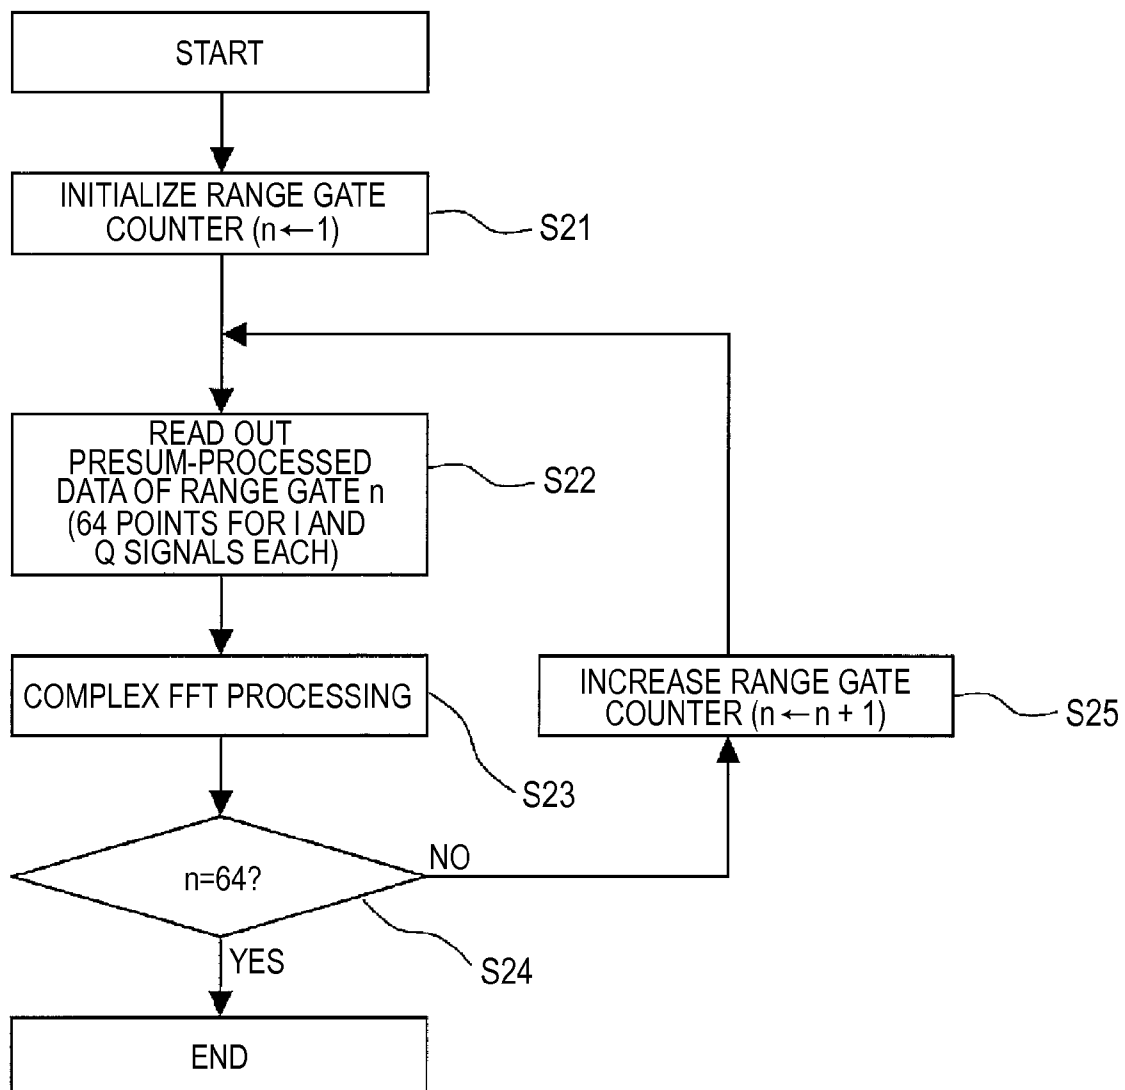 START
INITIALIZE RANGE GATE
COUNTER (n←1)
S21
READ OUT
PRESUM-PROCESSED
DATA OF RANGE GATE n
(64 POINTS FOR I AND
Q SIGNALS EACH)
S22
COMPLEX FFT PROCESSING
S23
INCREASE RANGE GATE
COUNTER (n←n + 1)
S25
n=64?
NO
S24
YES
END